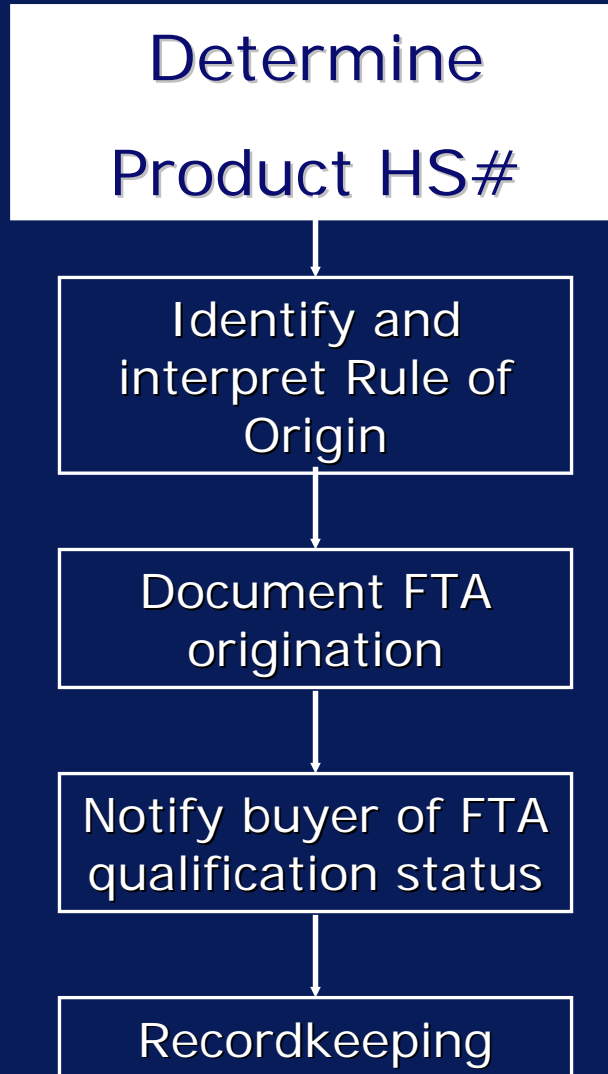 Determine
Product HS#
Identify and
interpret Rule of
Origin
Document FTA
origination
Notify buyer of FTA
qualification status
Recordkeeping